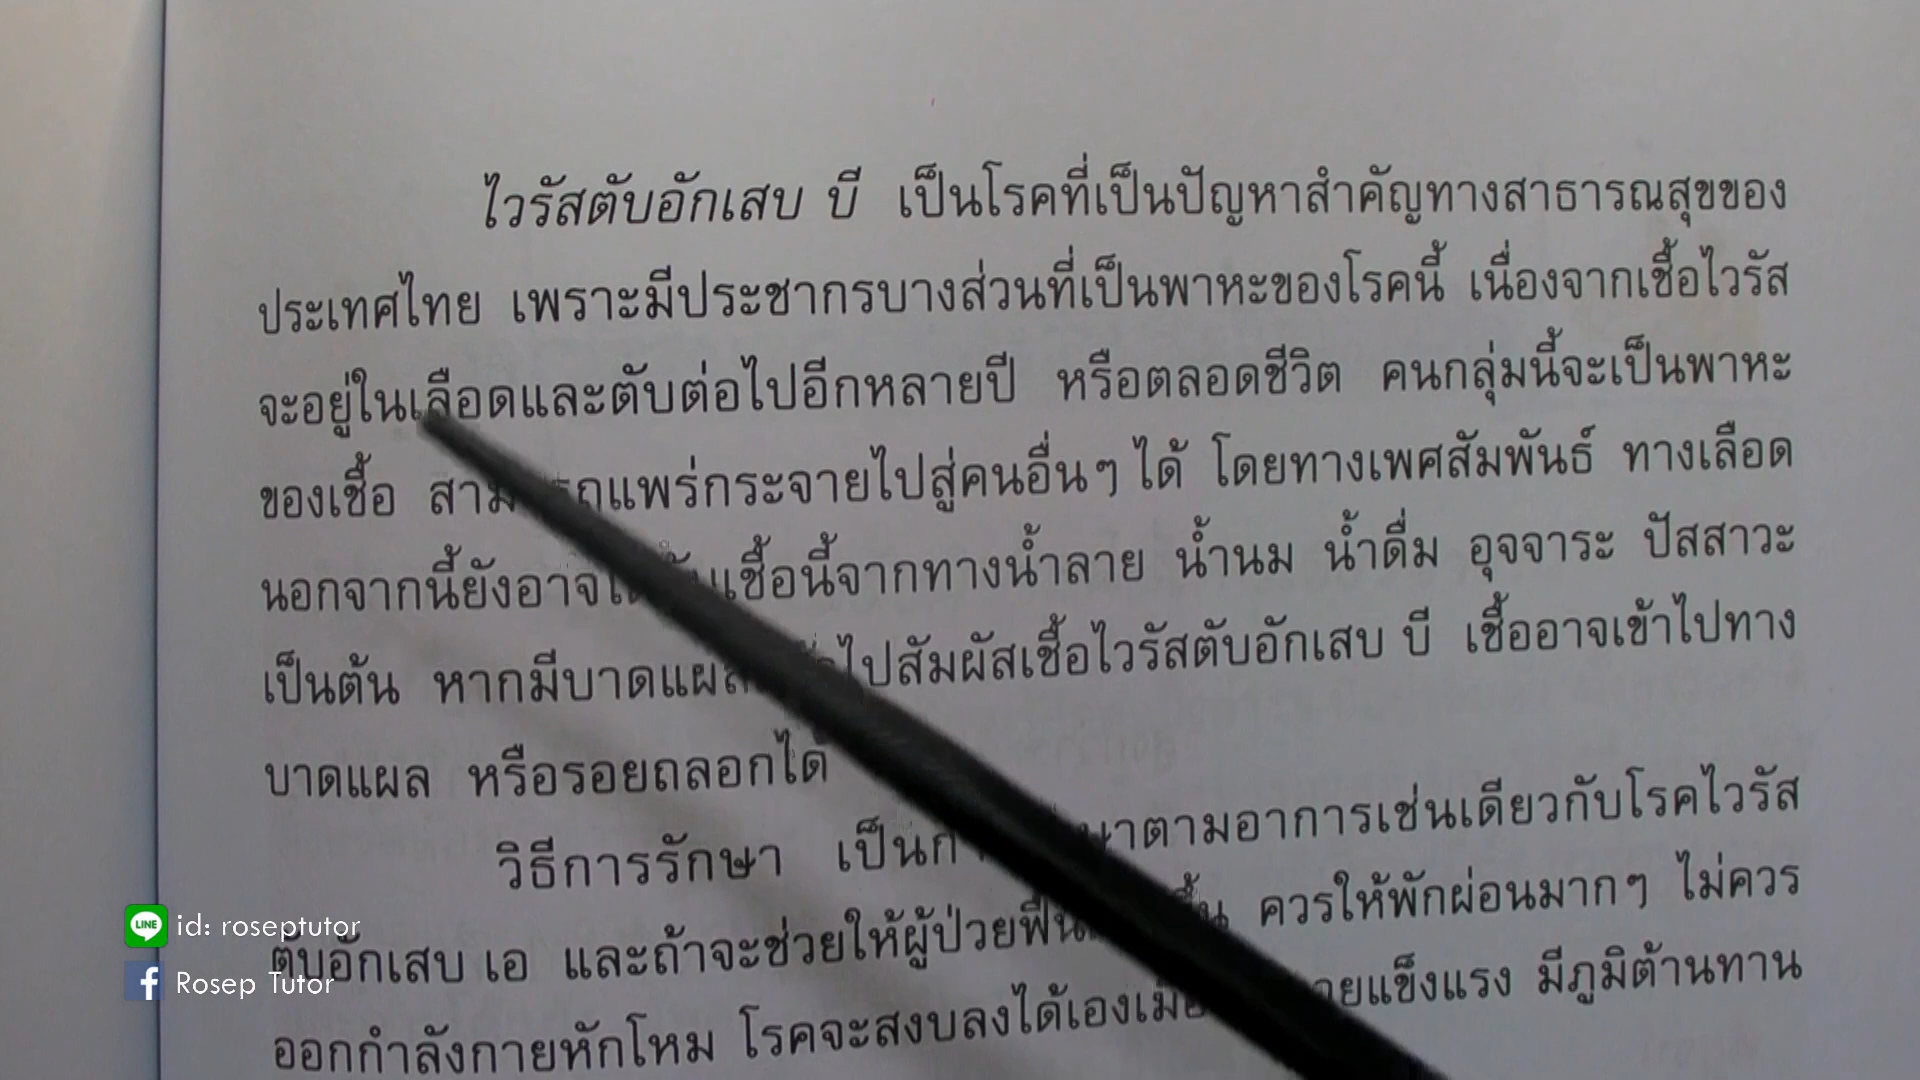 ไวรัสตับอักเสบ บี เป็นโรคที่เป็นปัญหาสำคัญทางสาธารณสุขของ
ประเทศไทย เพราะมีประชากรบางส่วนที่เป็นพาหะของโรคนี้ เนื่องจากเชื้อไวรัส
จะอยู่ในเลือดและตับต่อไปอีกหลายปี หรือตลอดชีวิต คนกลุ่มนี้จะเป็นพาหะ
ของเชื้อ แพร่กระจายไปสู่คนอื่นๆ ได้ โดยทางเพศสัมพันธ์ ทางเลือด
นอกจากนี้ยังอาจ เชื้อนี้จากทางน้ำลาย น้ำนม น้ำดื่ม อุจจาระ ปัสสาวะ
เป็นต้น หากมีบาดแผล ไปสัมผัสเชื้อไวรัสตับอักเสบ บี เชื้ออาจเข้าไปทาง
บาดแผล หรือรอยถลอกได้
วิธีการรักษา เป็น ตามอาการเช่นเดียวกับโรคไวรัส
ตับอักเสบ เอ และถ้าจะช่วยให้ผู้ป่วย ควรให้พักผ่อนมากๆ ไม่ควร
ออกกำลังกายหักโหม โรคจะสงบลงได้เอง แข็งแรง มีภูมิต้านทาน
LINE id: roseptutor
f Rosep Tutor